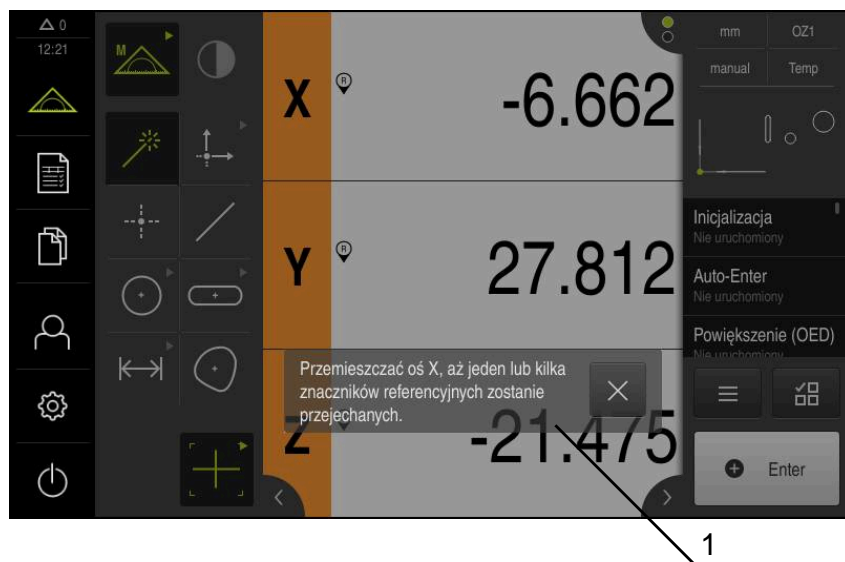 0
12:21
M
X
R
-6.662
Y
R
27.812
Z
-21.475
Przemieszczać oś X, aż jeden lub kilka
znaczników referencyjnych zostanie
przejechanych.
mm
OZ1
manual
Temp
Inicjalizacja
Nie uruchomiony
Auto-Enter
Nie uruchomiony
Powiększenie (OED)
Nie uruchomiony
Enter
1